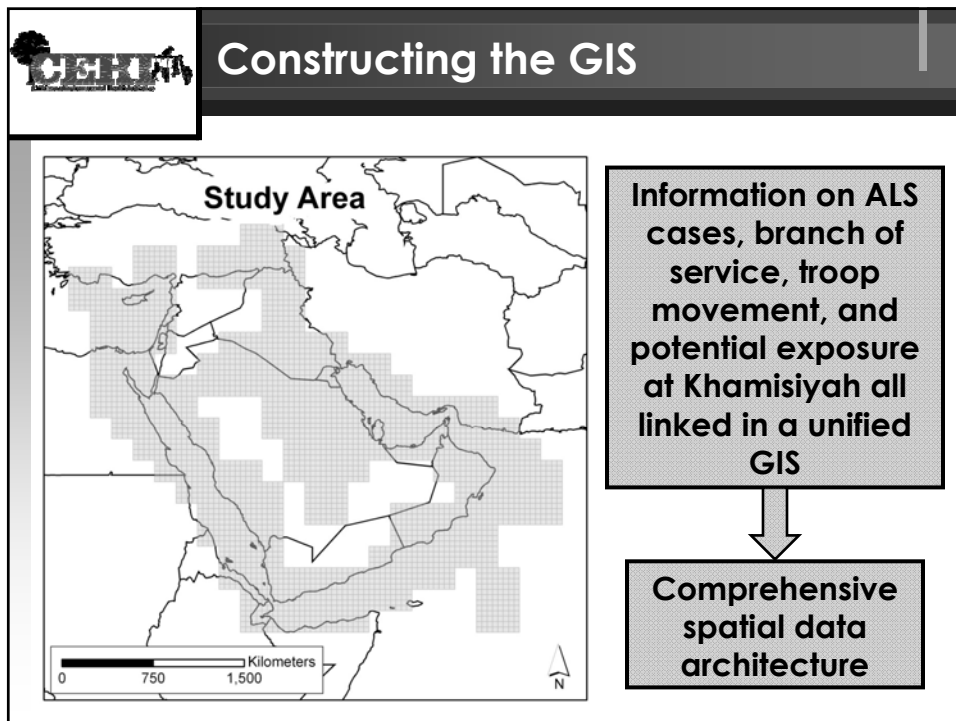 CEHI
Constructing the GIS
Study Area
Kilometers
0 750 1,500
N
Information on ALS
cases, branch of
service, troop
movement, and
potential exposure
at Khamisiyah all
linked in a unified
GIS
Comprehensive
spatial data
architecture